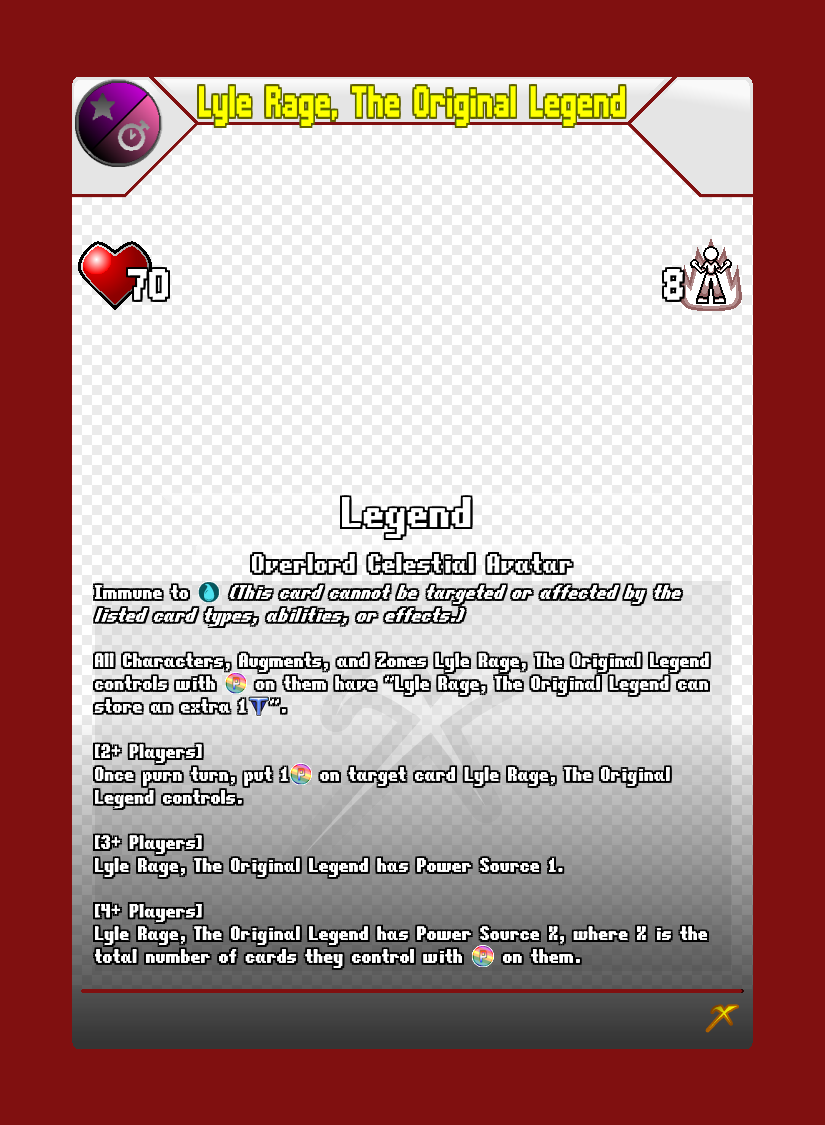 Lyle Rage, The Original Legend
70
8
Legend
Overlord Celestial Avatar
Immune to (This card cannot be targeted or affected by the
listed card types, abilities, or effects.)
All Characters, Augments, and Zones Lyle Rage, The Original Legend
controls with P on them have “Lyle Rage, The Original Legend can
store an extra 1T”.
[2+ Players]
Once purn turn, put 1P on target card Lyle Rage, The Original
Legend controls.
[3+ Players]
Lyle Rage, The Original Legend has Power Source 1.
[4+ Players]
Lyle Rage, The Original Legend has Power Source X, where X is the
total number of cards they control with P on them.